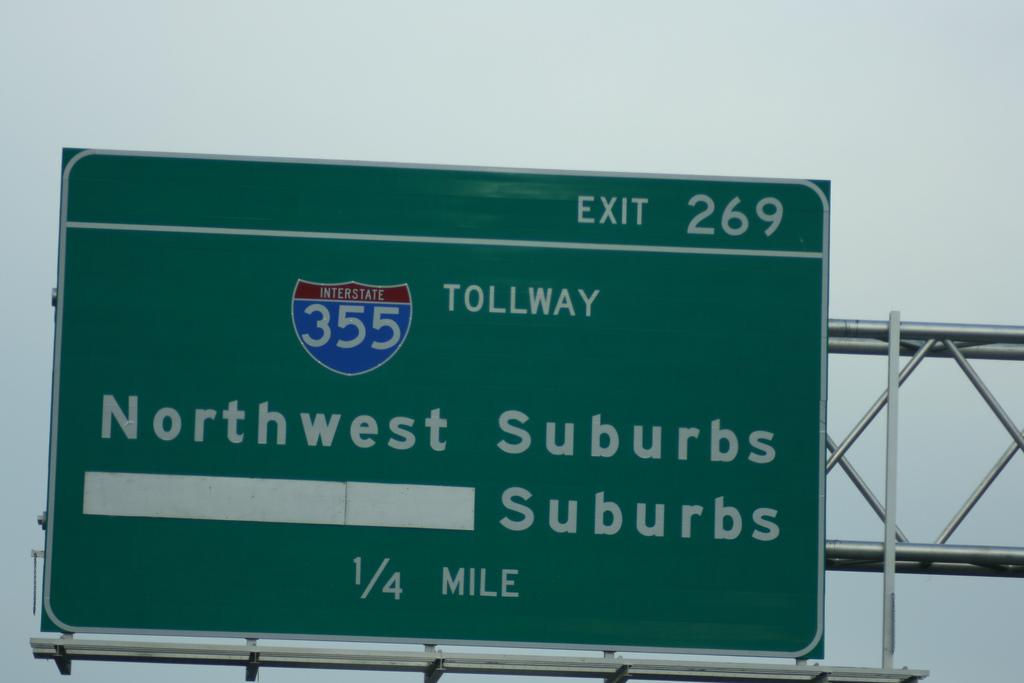 EXIT 269
INTERSTATE
355
TOLLWAY
Northwest Suburbs
Suburbs
1/4 MILE